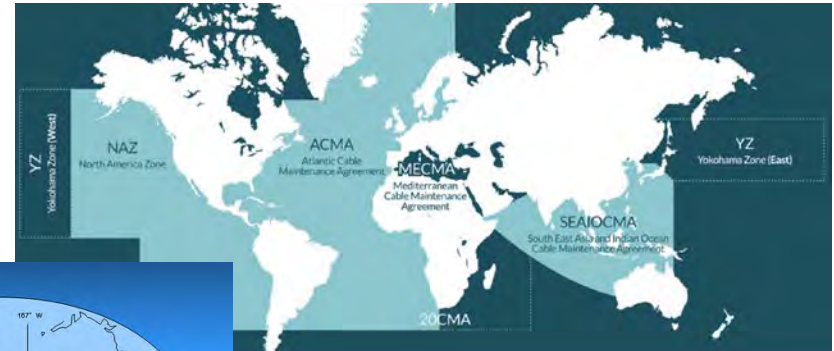 YZ
Yokohama Zone (West)
NAZ
North America Zone
ACMA
Atlantic Cable
Maintenance Agreement
MECMA
Mediterranean
Cable Maintenance
Agreement
YZ
Yokohama Zone (East)
SEAIOCMA
South East Asia and Indian Ocean
Cable Maintenance Agreement
2OCMA
167° W